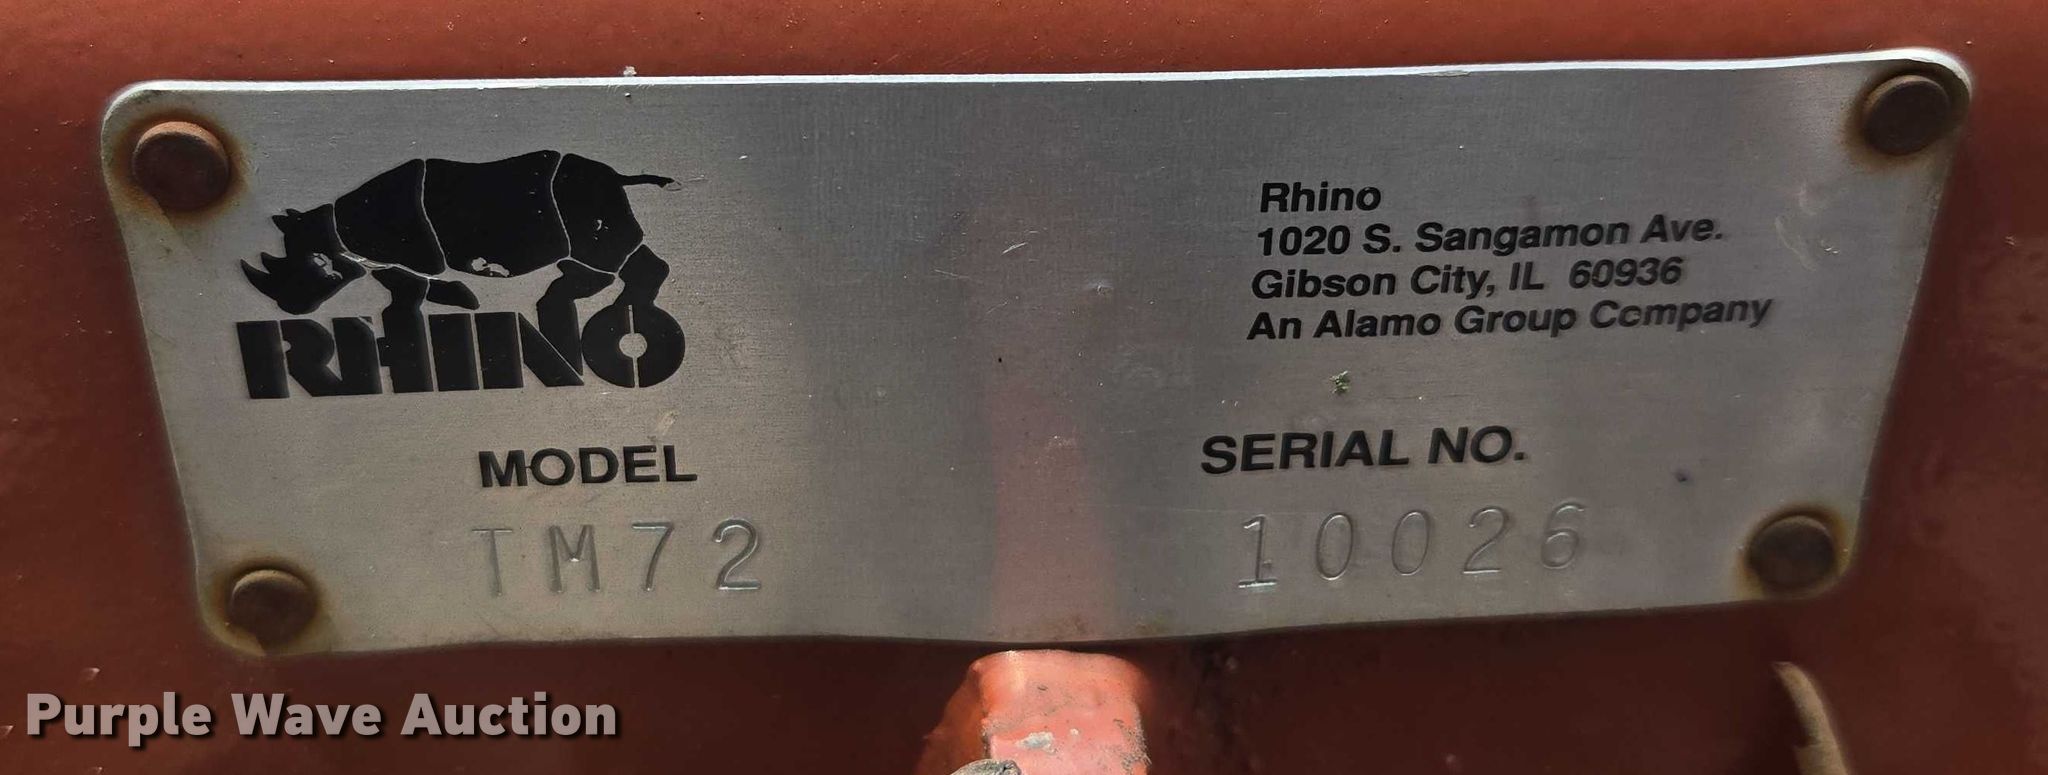 RHINO
Rhino
1020 S. Sangamon Ave.
Gibson City, IL 60936
An Alamo Group Company
MODEL
TM72
SERIAL NO.
10026
Purple Wave Auction